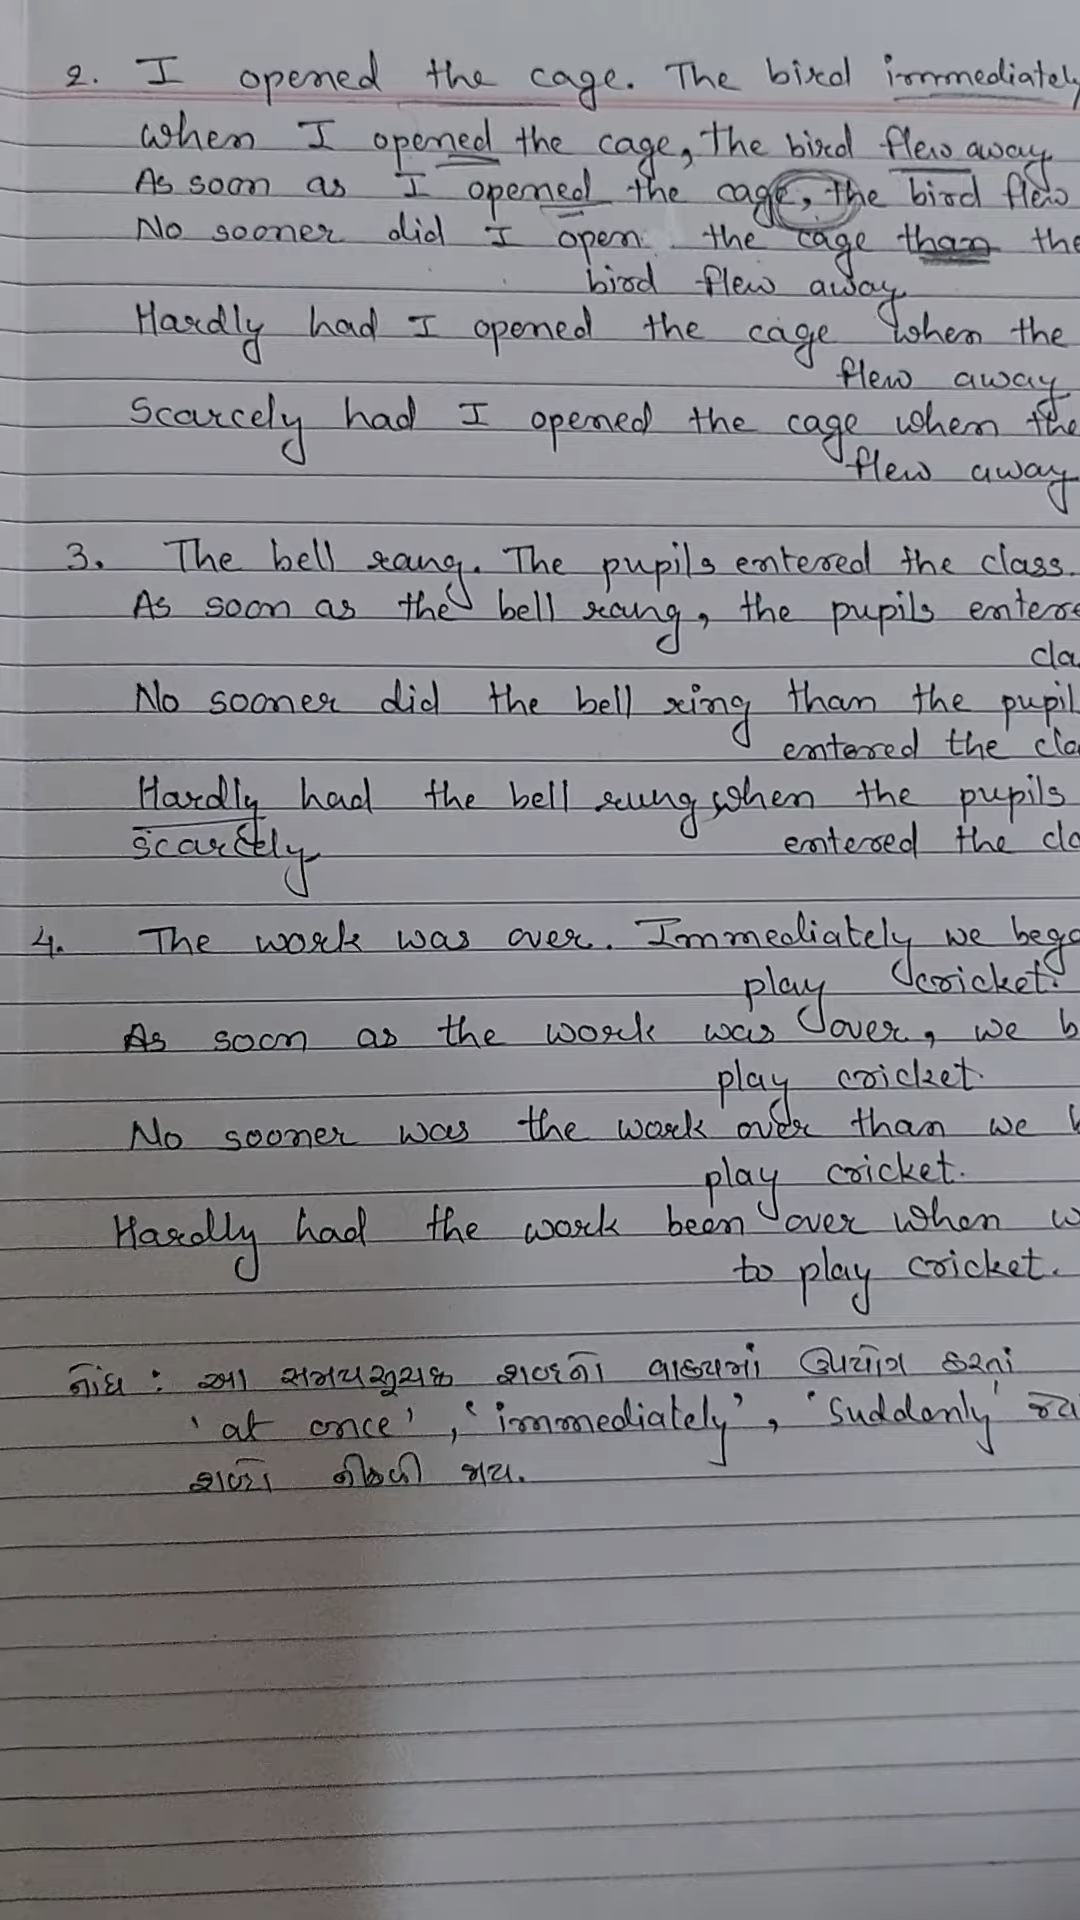 2. I opened the cage. The bird immediately
When I opened the cage, the bird flew away
As soon as I opened the cage, the bird flew
No sooner did I open the cage than the
bird flew away
Hardly had I opened the cage when the
flew away
Scarcely had I opened the cage when the
flew away
3. The bell rang. The pupils entered the class.
As soon as the bell rang, the pupils entere
cla
No sooner did the bell ring than the pupil
entered the cla
Hardly had the bell rung when the pupils
Scarcely entered the cla
4. The work was over. Immediately we bega
play cricket.
As soon as the work was over, we b
play cricket.
No sooner was the work over than we b
play cricket.
Hardly had the work been over when w
to play cricket.
નોંધ : આ સમયસૂચક શબ્દનો વાક્યમાં ઉપયોગ કરતાં
'at once', 'immediately', 'Suddenly'
શબ્દો નીકળી જાય.